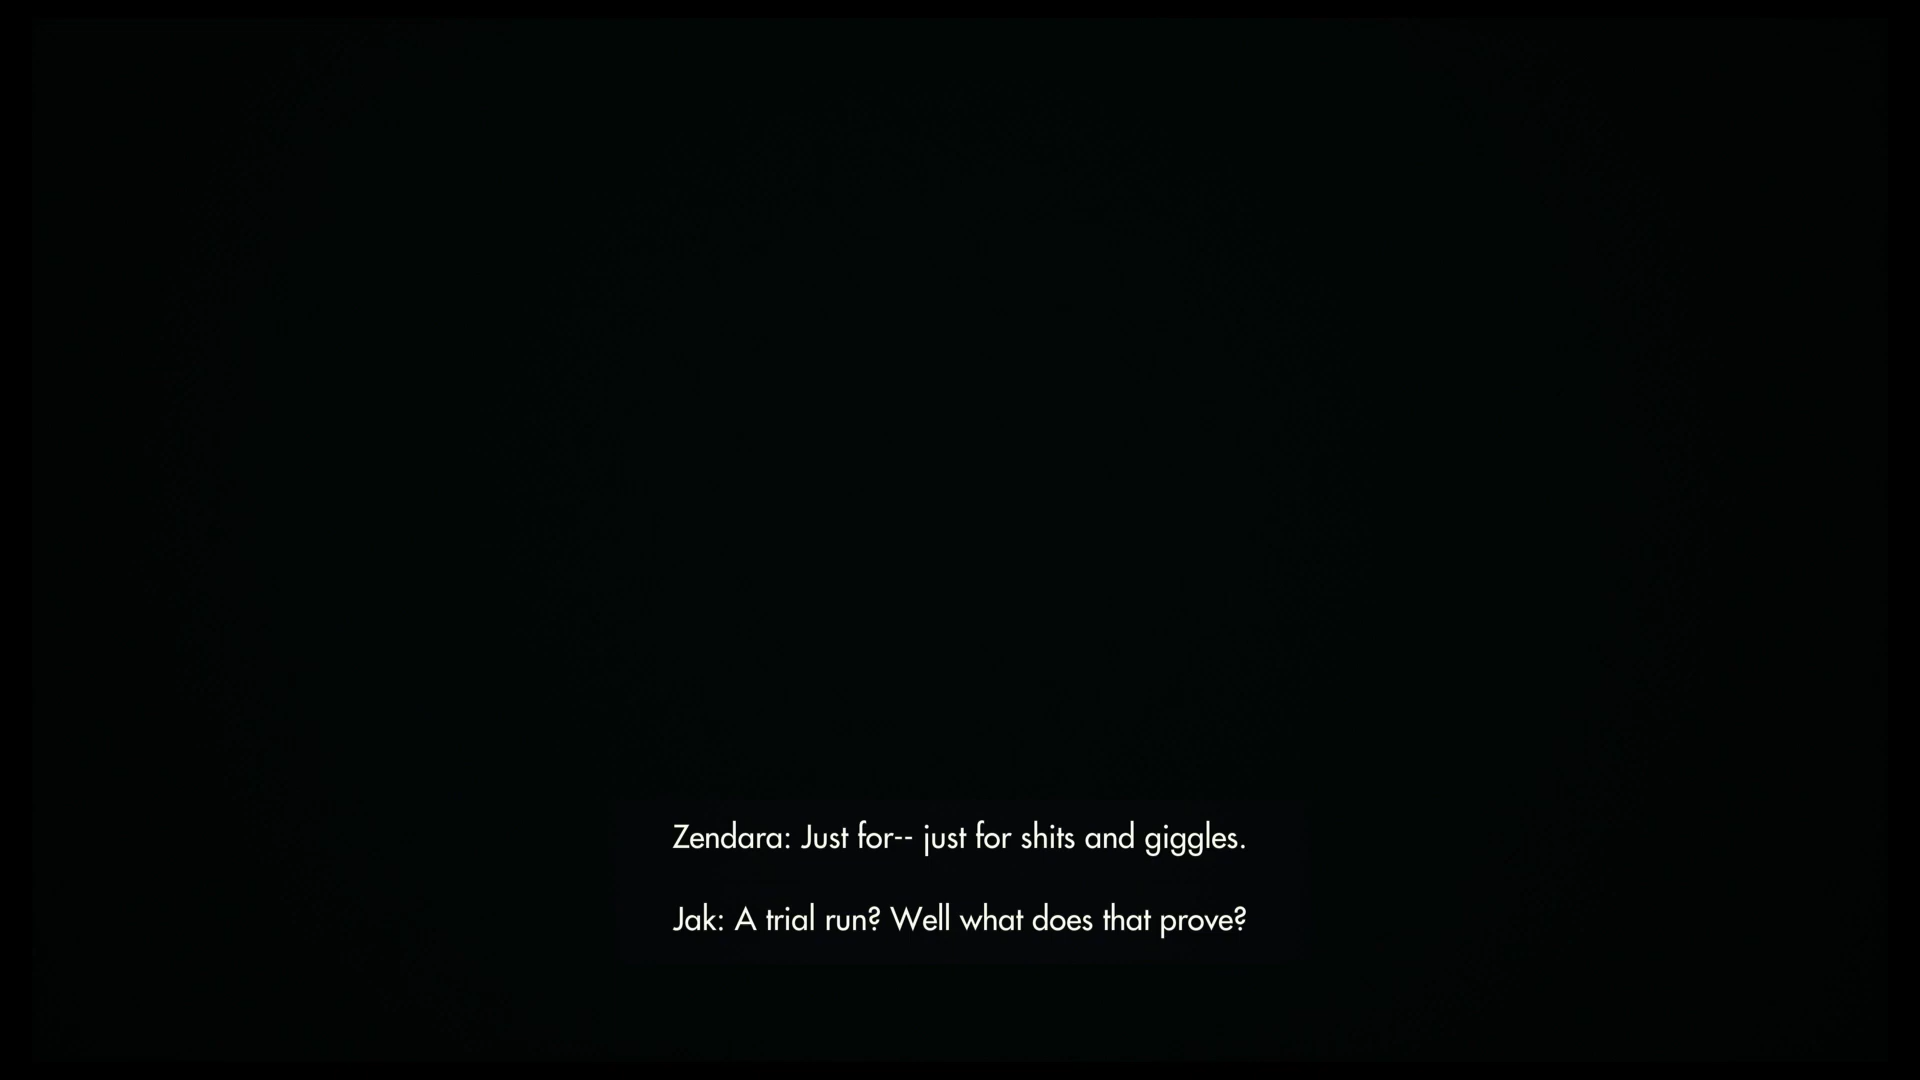 Zendara: Just for-- just for shits and giggles.
Jak: A trial run? Well what does that prove?